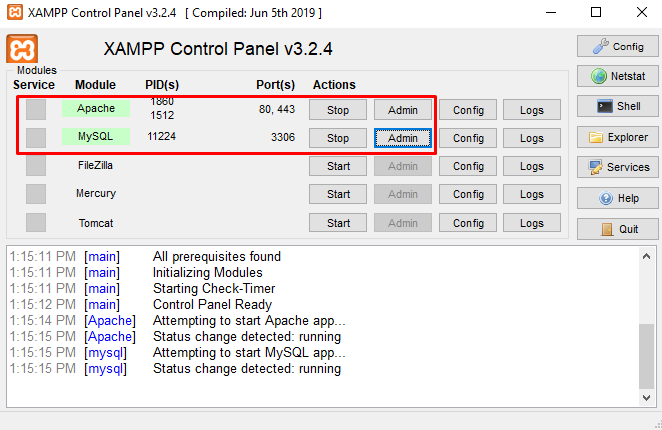 XAMPP Control Panel v3.2.4 [ Compiled: Jun 5th 2019 ]
XAMPP Control Panel v3.2.4
Config
Modules
Service Module PID(s) Port(s) Actions
Netstat
Apache 1860 1512 80, 443 Stop Admin Config Logs
Shell
MySQL 11224 3306 Stop Admin Config Logs
Explorer
FileZilla Start Admin Config Logs
Services
Mercury Start Admin Config Logs
Help
Tomcat Start Admin Config Logs
Quit
1:15:11 PM [main] All prerequisites found
1:15:11 PM [main] Initializing Modules
1:15:11 PM [main] Starting Check-Timer
1:15:12 PM [main] Control Panel Ready
1:15:14 PM [Apache] Attempting to start Apache app...
1:15:15 PM [Apache] Status change detected: running
1:15:15 PM [mysql] Attempting to start MySQL app...
1:15:15 PM [mysql] Status change detected: running